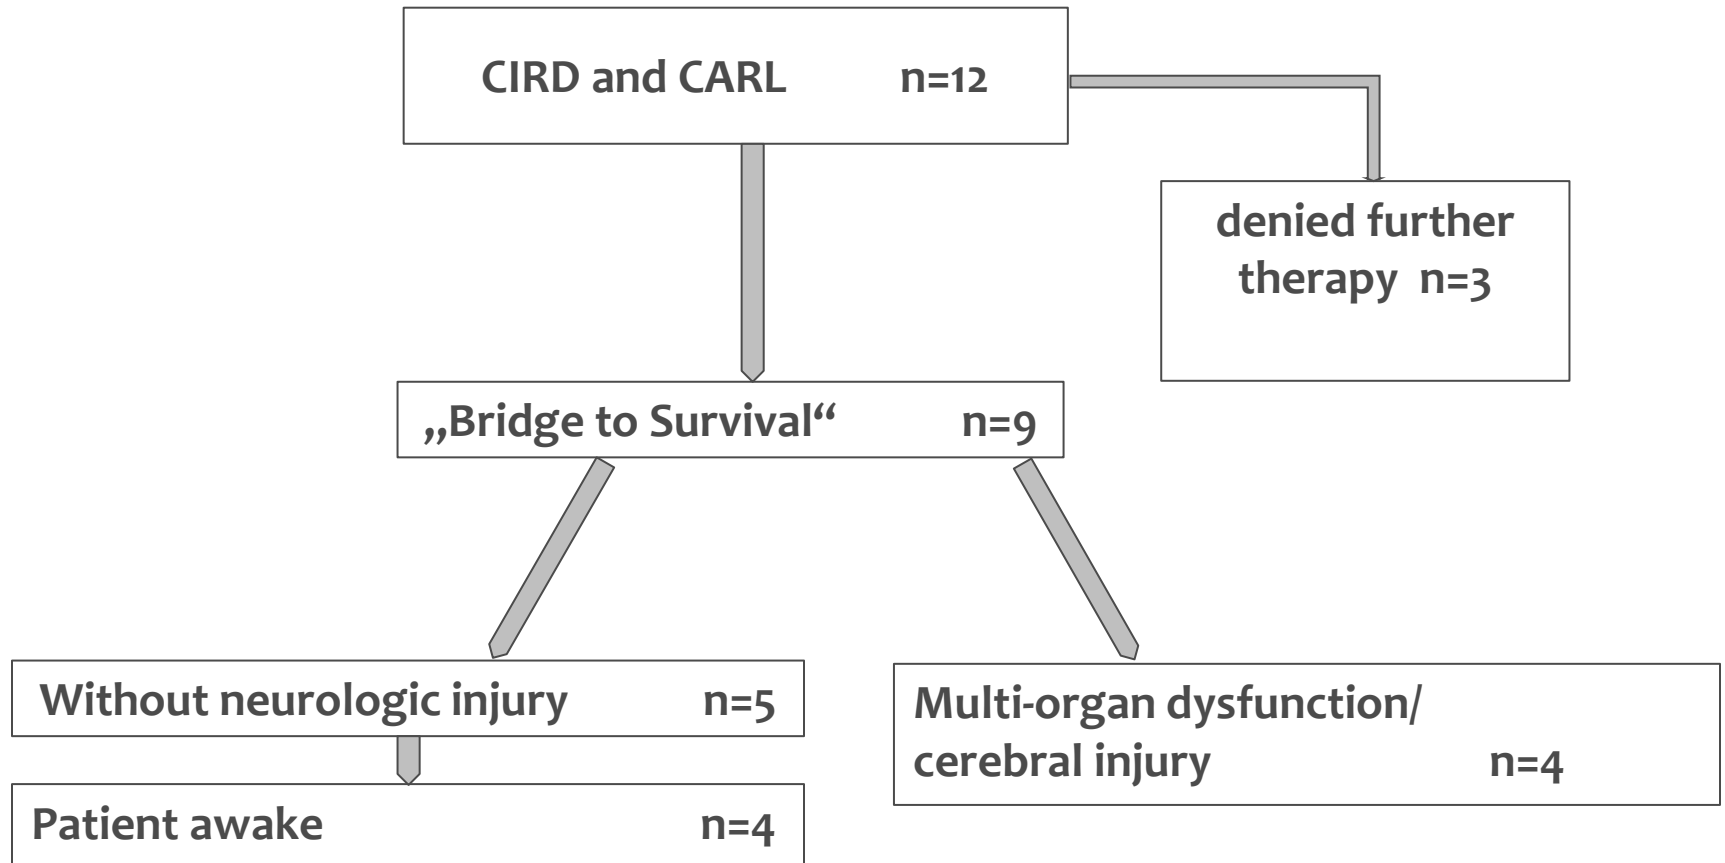 CIRD and CARL n=12
denied further
therapy n=3
„Bridge to Survival“ n=9
Without neurologic injury n=5
Multi-organ dysfunction/
cerebral injury n=4
Patient awake n=4